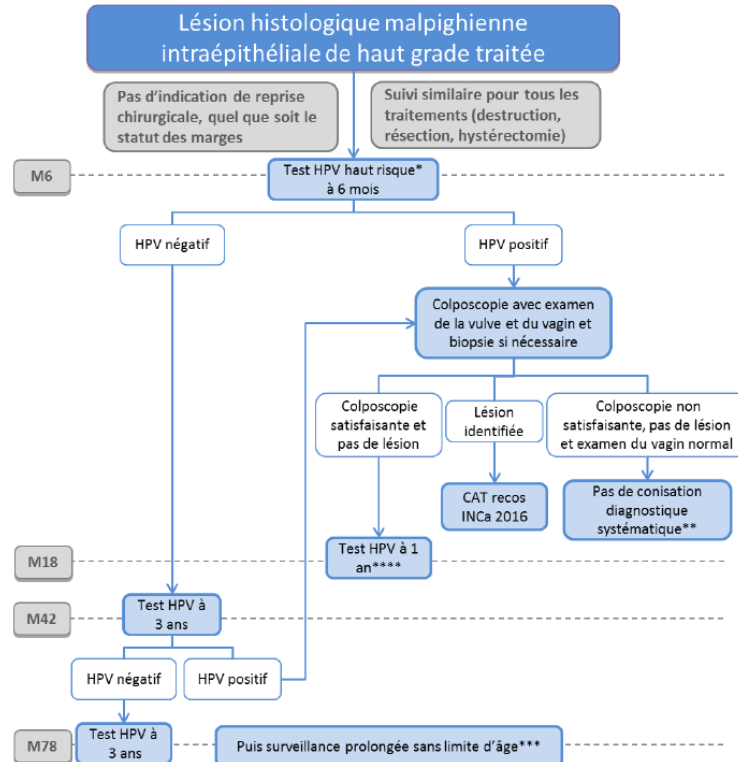 Lésion histologique malpighienne
intraépithéliale de haut grade traitée
Pas d'indication de reprise
chirurgicale, quel que soit le
statut des marges
Suivi similaire pour tous les
traitements (destruction,
résection, hystérectomie)
M6
Test HPV haut risque*
à 6 mois
HPV négatif
HPV positif
Colposcopie avec examen
de la vulve et du vagin et
biopsie si nécessaire
Colposcopie
satisfaisante et
pas de lésion
Lésion
identifiée
Colposcopie non
satisfaisante, pas de lésion
et examen du vagin normal
CAT recos
INCa 2016
Pas de conisation
diagnostique
systématique**
M18
Test HPV à 1
an****
M42
Test HPV à
3 ans
HPV négatif
HPV positif
M78
Test HPV à
3 ans
Puis surveillance prolongée sans limite d'âge***